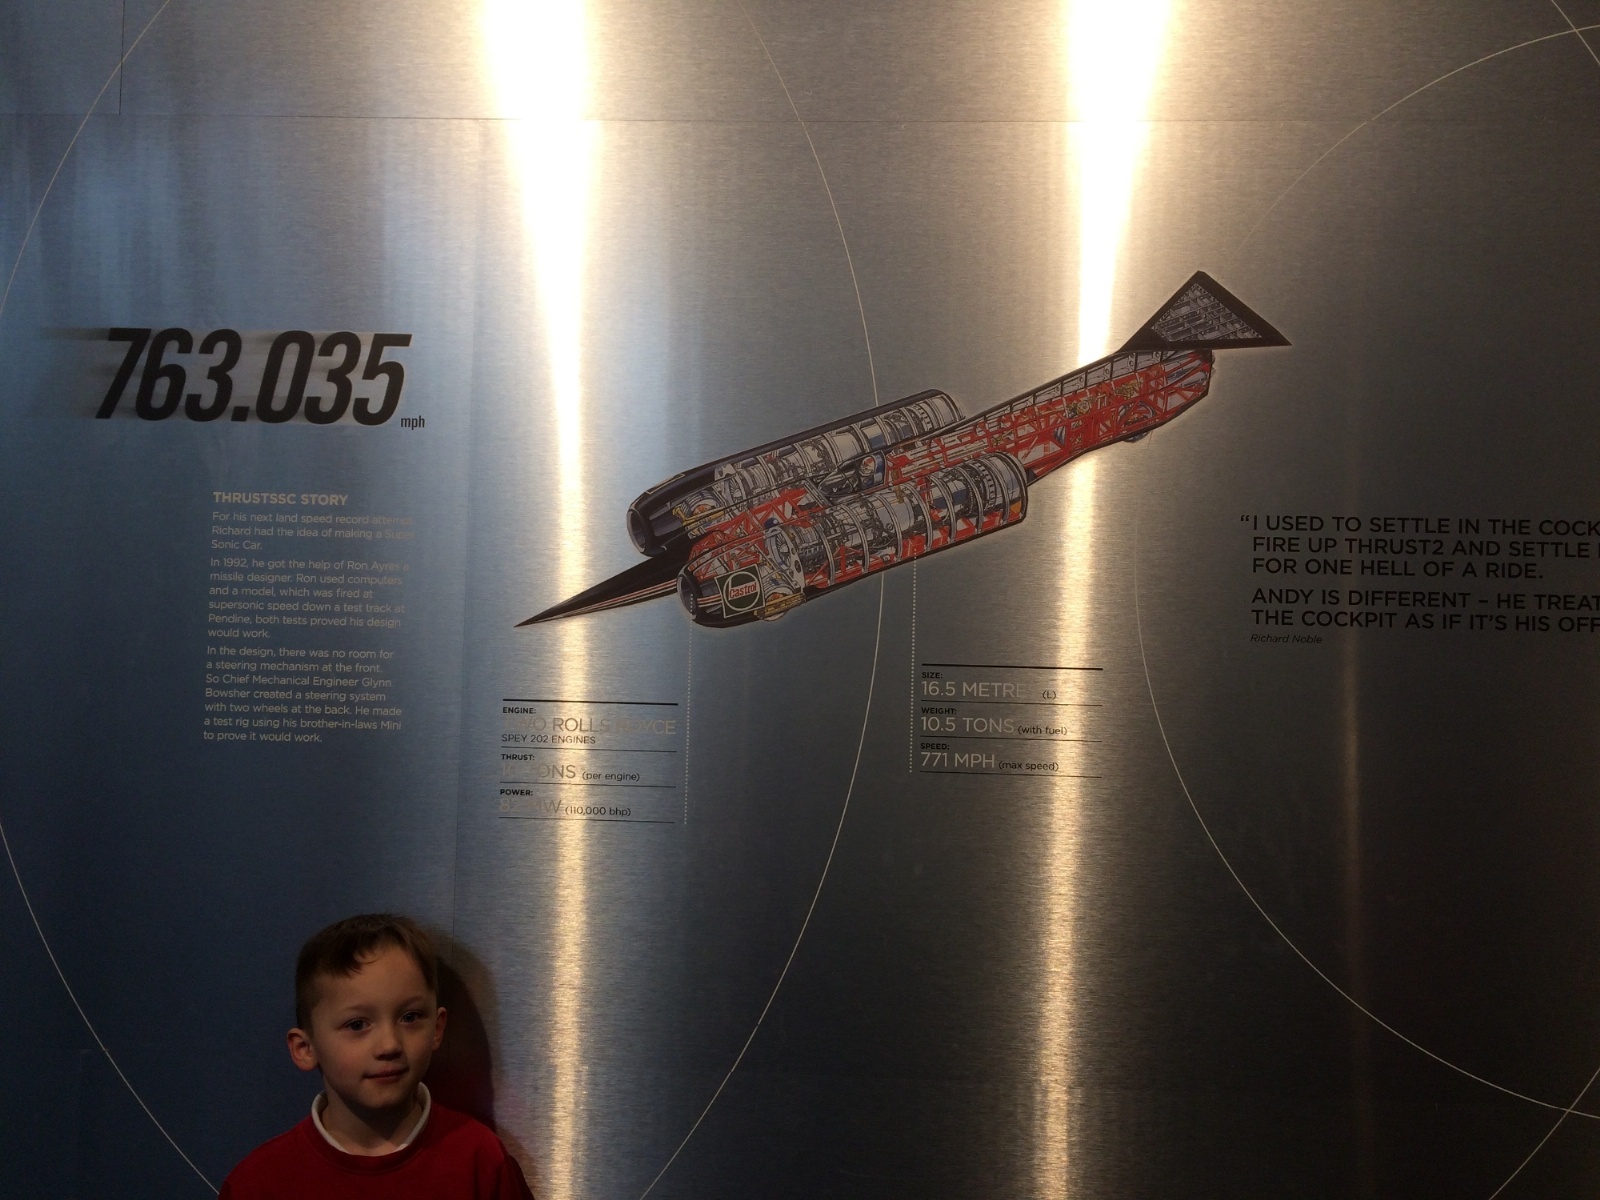 763.035
mph
THRUSTSSC STORY
For his next land speed record attempt
Richard had the idea of making a Super
Sonic Car.
In 1992, he got the help of Ron Ayres a
missile designer. Ron used computers
and a model, which was fired at
supersonic speed down a test track at
Pendine, both tests proved his design
would work.
In the design, there was no room for
a steering mechanism at the front.
So Chief Mechanical Engineer Glynn
Bowsher created a steering system
with two wheels at the back. He made
a test rig using his brother-in-laws Mini
to prove it would work.
Castrol
ENGINE:
TWO ROLLS ROYCE
SPEY 202 ENGINES
THRUST:
TONS (per engine)
POWER:
(110,000 bhp)
SIZE:
16.5 METRE (L)
WEIGHT:
10.5 TONS (with fuel)
SPEED:
771 MPH (max speed)
"I USED TO SETTLE IN THE COCK
FIRE UP THRUST2 AND SETTLE
FOR ONE HELL OF A RIDE.
ANDY IS DIFFERENT – HE TREAT
THE COCKPIT AS IF IT'S HIS OFF
Richard Noble